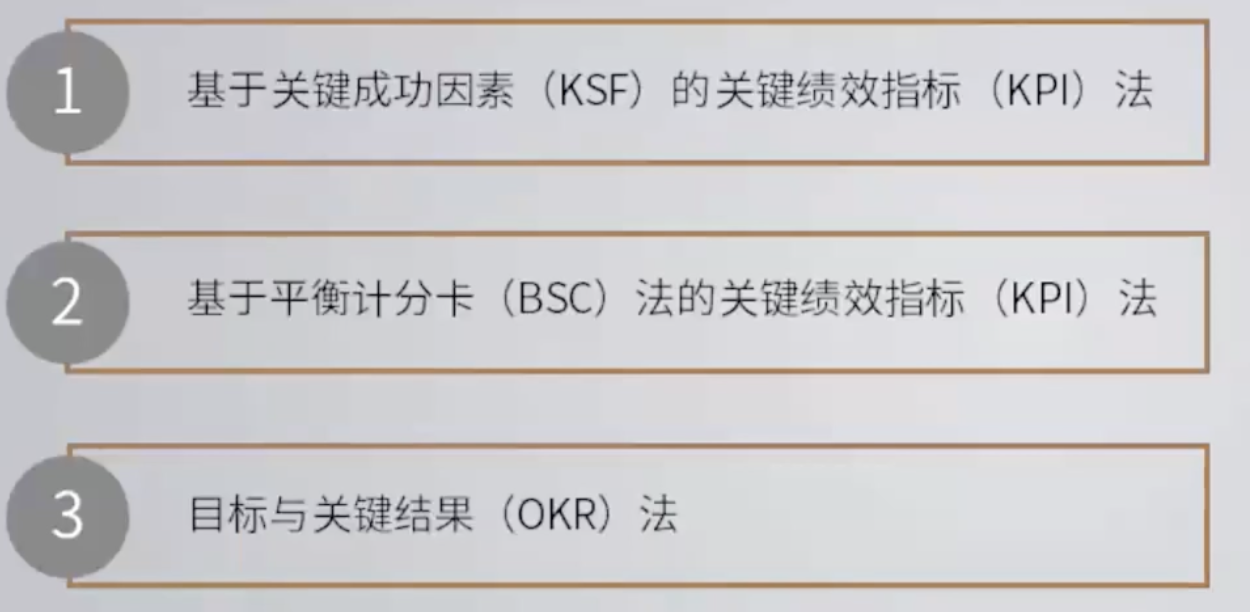 1
基于关键成功因素（KSF）的关键绩效指标（KPI）法
2
基于平衡计分卡（BSC）法的关键绩效指标（KPI）法
3
目标与关键结果（OKR）法